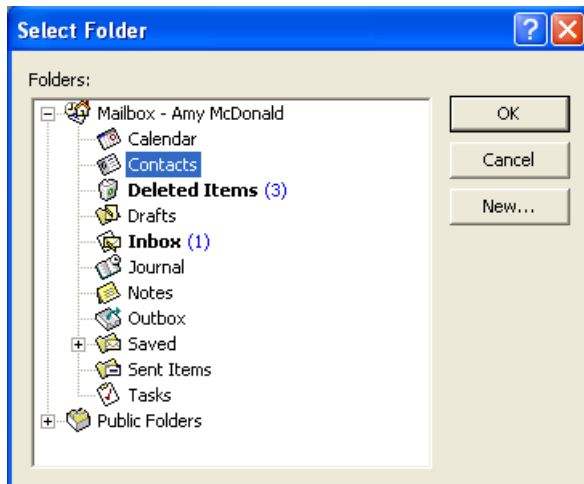 Select Folder
Folders:
Mailbox - Amy McDonald
Calendar
Contacts
Deleted Items (3)
Drafts
Inbox (1)
Journal
Notes
Outbox
Saved
Sent Items
Tasks
Public Folders
OK
Cancel
New...